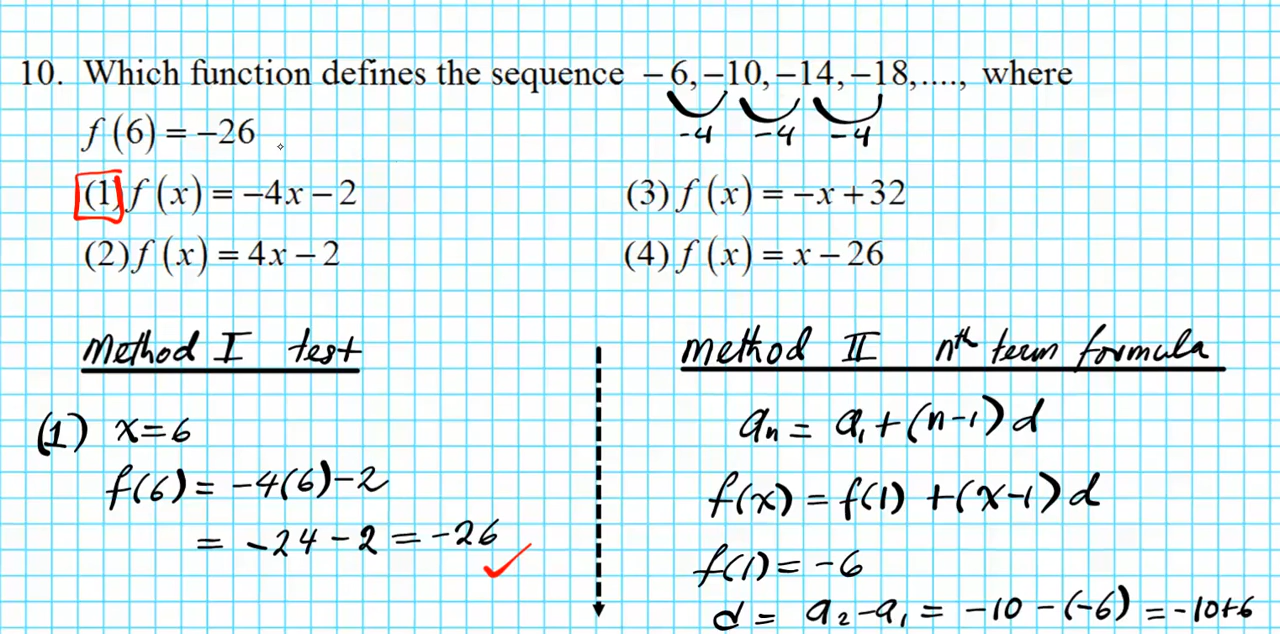 10. Which function defines the sequence −6,−10,−14,−18,...., where
-4 -4 -4
f(6) = −26
(1) f(x) = −4x − 2
(3) f(x) = −x + 32
(2) f(x) = 4x − 2
(4) f(x) = x − 26
Method I test
(1) x=6
f(6) = -4(6)-2
= -24-2 = -26
method II nth term formula
an = a1+(n-1)d
f(x) = f(1) +(x-1)d
f(1) = -6
d = a2-a1 = -10-(-6) = -10+6